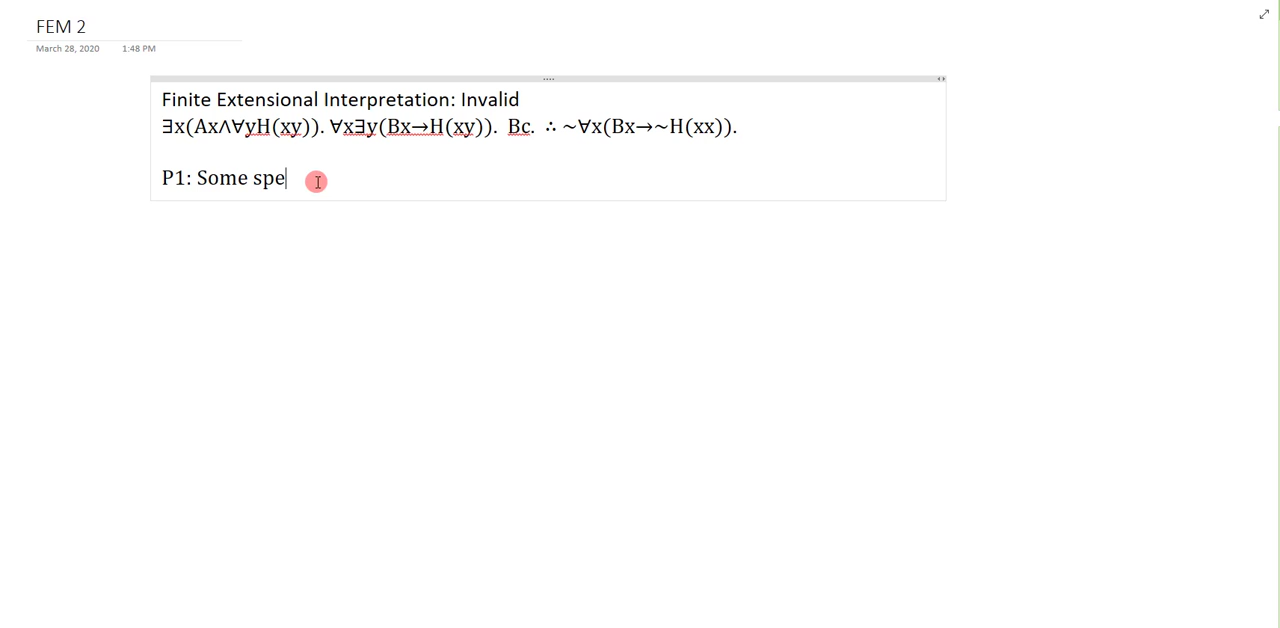 FEM 2
March 28, 2020 1:48 PM
Finite Extensional Interpretation: Invalid
∃x(Ax∧∀yH(xy)). ∀x∃y(Bx→H(xy)). Bc. ∴ ~∀x(Bx→~H(xx)).
P1: Some spe